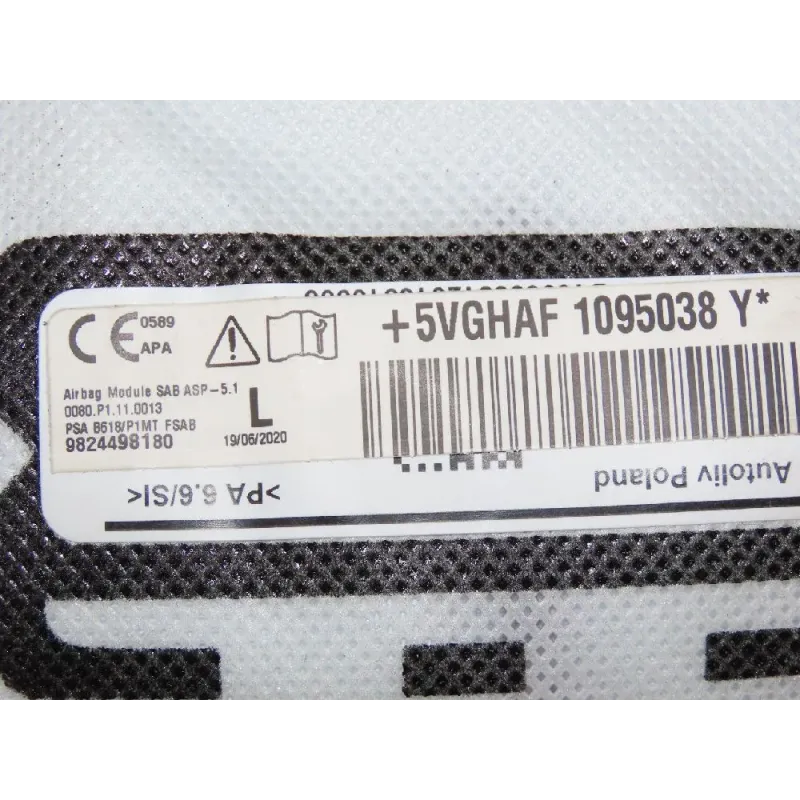 CE 0589
APA
+5VGHAF 1095038 Y*
Airbag Module SAB ASP-5.1
0080.P1.11.0013
PSA B618/P1MT FSAB
9824498180
L
19/06/2020
Autoliv Poland
>PA 6.6/SI<